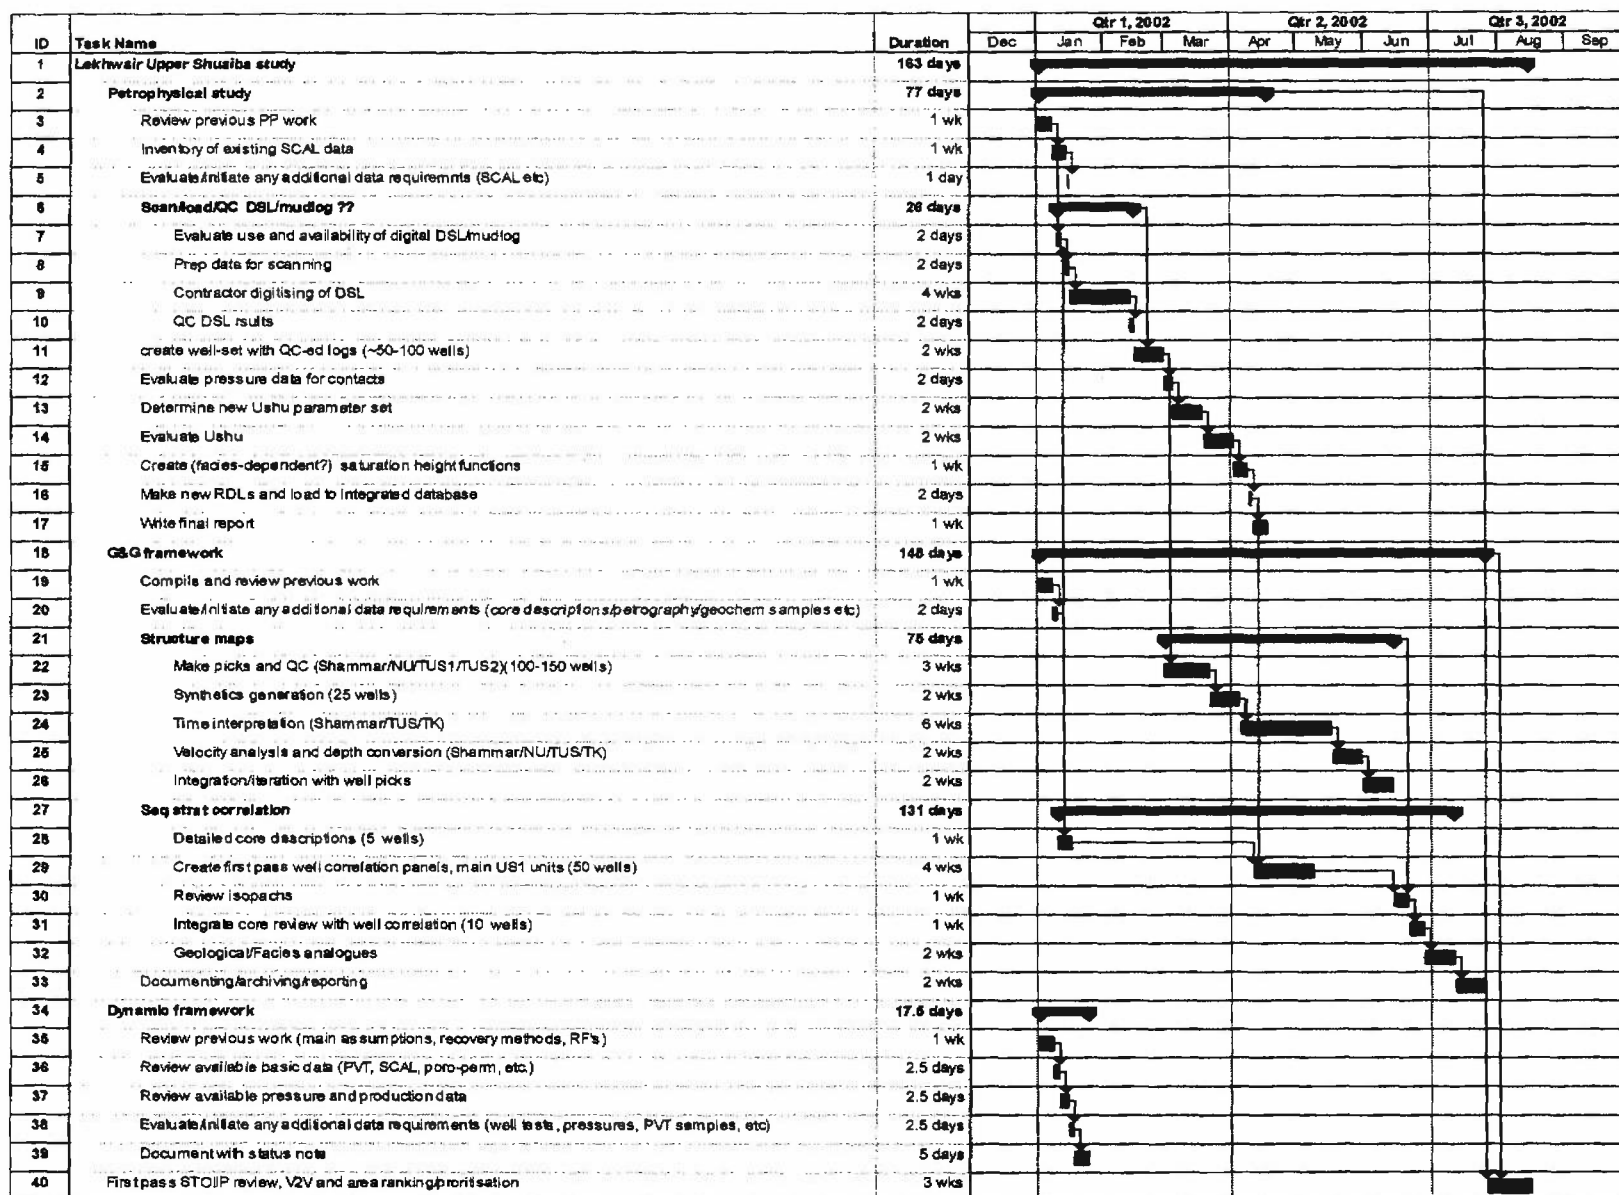 Qtr 1, 2002 Qtr 2, 2002 Qtr 3, 2002
ID Task Name Duration Dec Jan Feb Mar Apr May Jun Jul Aug Sep
1 Lekhwair Upper Shuaiba study 163 days
2 Petrophysical study 77 days
3 Review previous PP work 1 wk
4 Inventory of existing SCAL data 1 wk
5 Evaluate/initiate any additional data requiremnts (SCAL etc) 1 day
6 Scan/load/QC DSL/mudlog ?? 26 days
7 Evaluate use and availability of digital DSL/mudlog 2 days
8 Prep data for scanning 2 days
9 Contractor digitising of DSL 4 wks
10 QC DSL rsults 2 days
11 create well-set with QC-ed logs (~50-100 wells) 2 wks
12 Evaluate pressure data for contacts 2 days
13 Determine new Ushu parameter set 2 wks
14 Evaluate Ushu 2 wks
15 Create (facies-dependent?) saturation height functions 1 wk
16 Make new RDLs and load to integrated database 2 days
17 Write final report 1 wk
18 G&G framework 148 days
19 Compile and review previous work 1 wk
20 Evaluate/initiate any additional data requirements (core descriptions/petrography/geochem samples etc) 2 days
21 Structure maps 75 days
22 Make picks and QC (Shammar/NU/TUS1/TUS2)(100-150 wells) 3 wks
23 Synthetics generation (25 wells) 2 wks
24 Time interpretation (Shammar/TUS/TK) 6 wks
25 Velocity analysis and depth conversion (Shammar/NU/TUS/TK) 2 wks
26 Integration/iteration with well picks 2 wks
27 Seq strat correlation 131 days
28 Detailed core descriptions (5 wells) 1 wk
29 Create first pass well correlation panels, main US1 units (50 wells) 4 wks
30 Review isopachs 1 wk
31 Integrate core review with well correlation (10 wells) 1 wk
32 Geological/Facies analogues 2 wks
33 Documenting/archiving/reporting 2 wks
34 Dynamic framework 17.5 days
35 Review previous work (main assumptions, recovery methods, RF's) 1 wk
36 Review available basic data (PVT, SCAL, poro-perm, etc.) 2.5 days
37 Review available pressure and production data 2.5 days
38 Evaluate/initiate any additional data requirements (well tests, pressures, PVT samples, etc) 2.5 days
39 Document with status note 5 days
40 First pass STOIIP review, V2V and area ranking/proritisation 3 wks